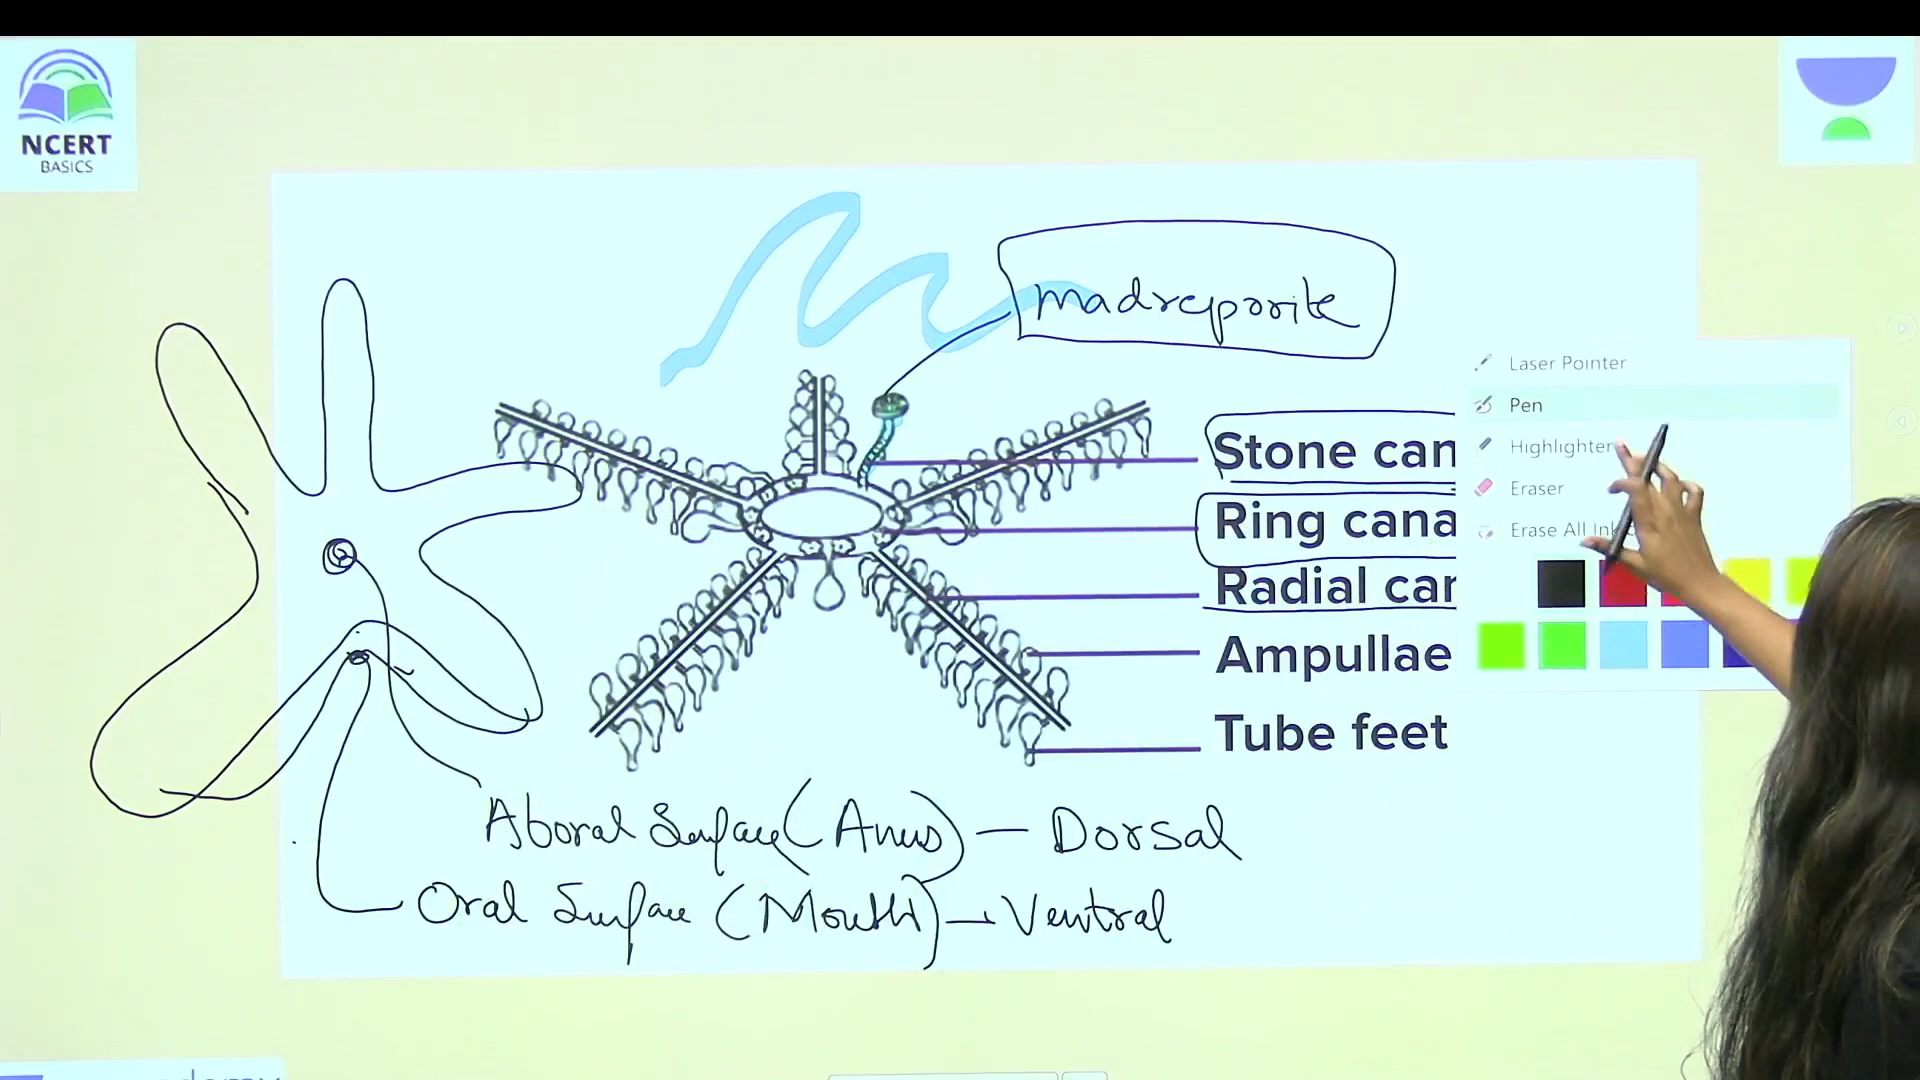 NCERT
BASICS
madreporite
Laser Pointer
Pen
Stone can
Highlighter
Eraser
Ring cana
Erase All Ink
Radial can
Ampullae
Tube feet
Aboral Surface (Anus) — Dorsal
Oral Surface (Mouth) → Ventral